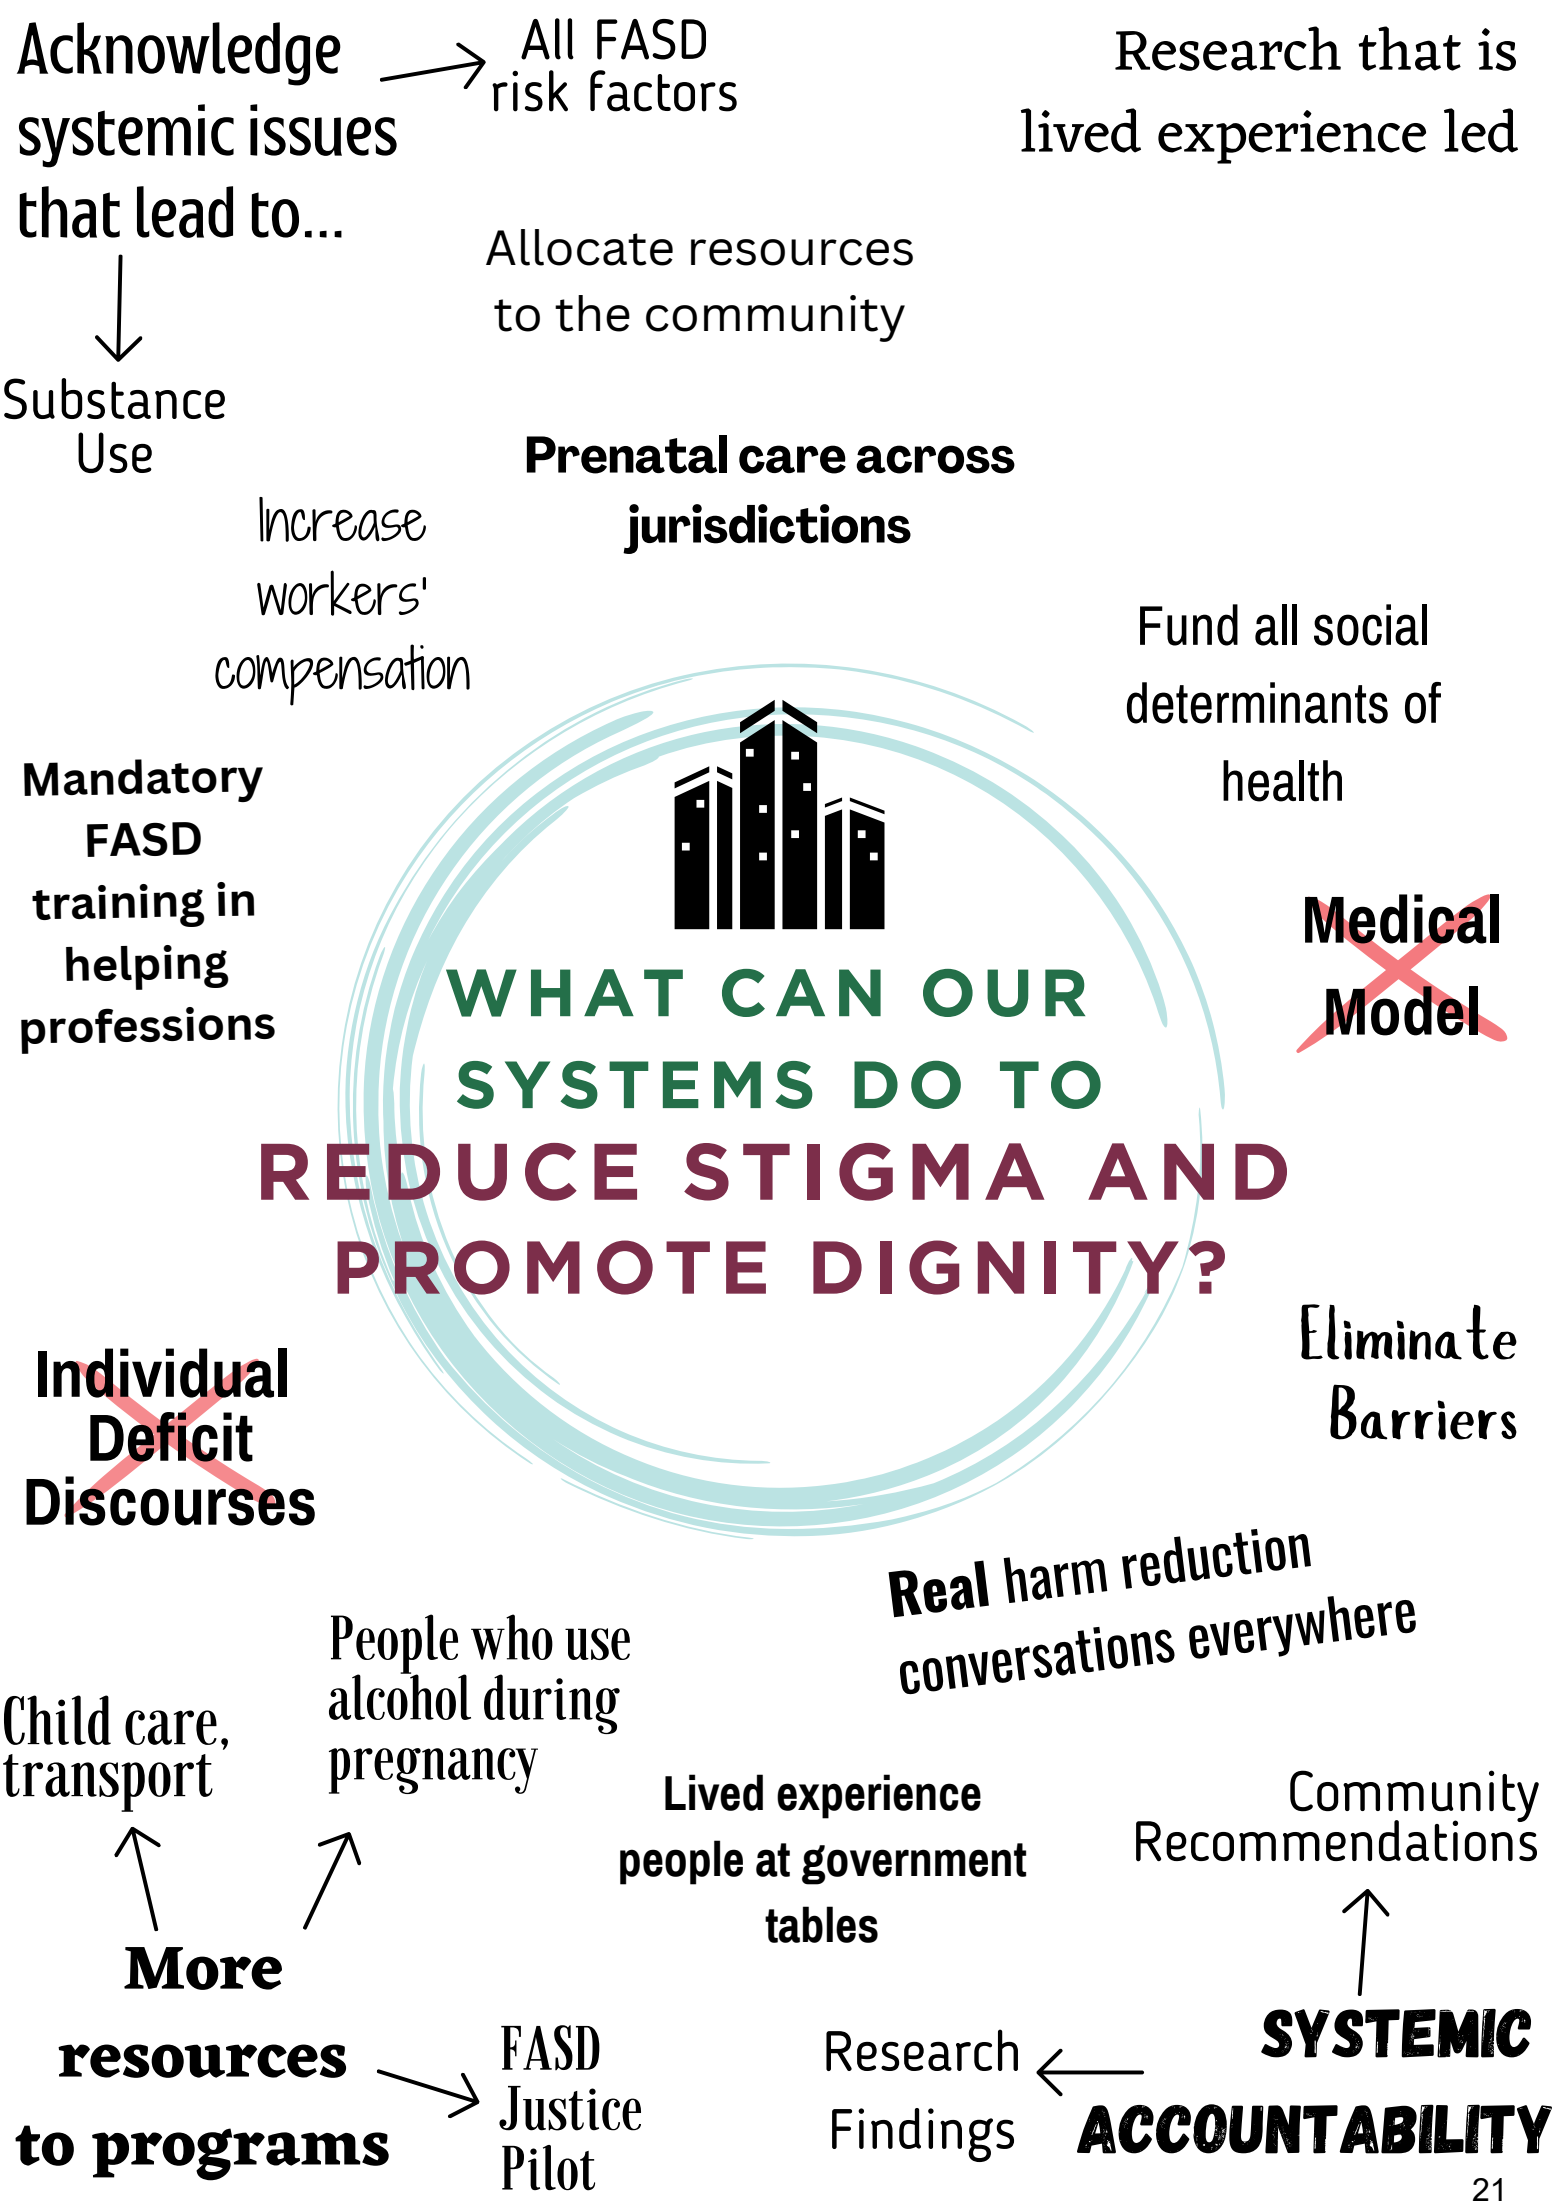 Acknowledge
systemic issues
that lead to...
All FASD
risk factors
Research that is
lived experience led
Allocate resources
to the community
Substance
Use
Prenatal care across
jurisdictions
Increase
workers'
compensation
Fund all social
determinants of
health
Mandatory
FASD
training in
helping
professions
Medical
Model
WHAT CAN OUR
SYSTEMS DO TO
REDUCE STIGMA AND
PROMOTE DIGNITY?
Eliminate
Barriers
Individual
Deficit
Discourses
Real harm reduction
conversations everywhere
People who use
alcohol during
pregnancy
Child care,
transport
Lived experience
people at government
tables
Community
Recommendations
More
resources
to programs
FASD
Justice
Pilot
Research
Findings
SYSTEMIC
ACCOUNTABILITY
21